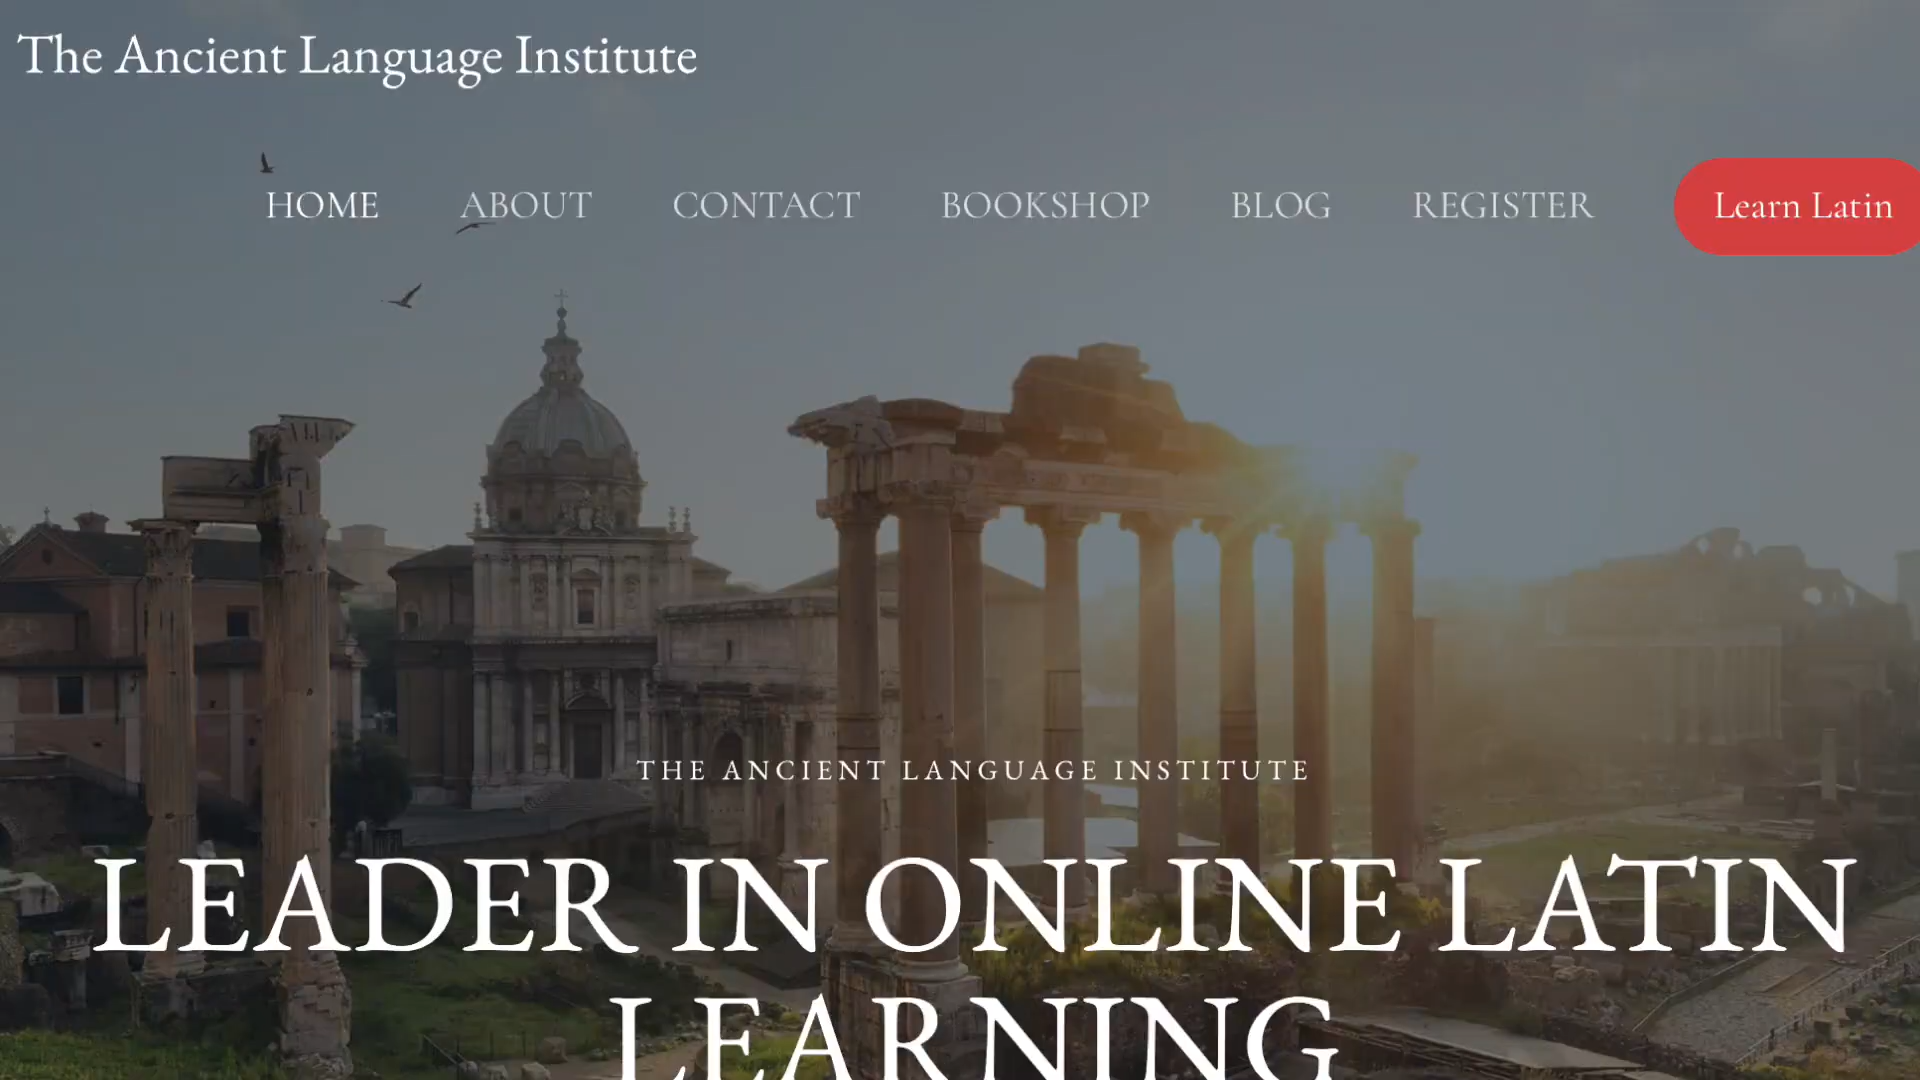 The Ancient Language Institute
HOME ABOUT CONTACT BOOKSHOP BLOG REGISTER Learn Latin
THE ANCIENT LANGUAGE INSTITUTE
LEADER IN ONLINE LATIN
LEARNING